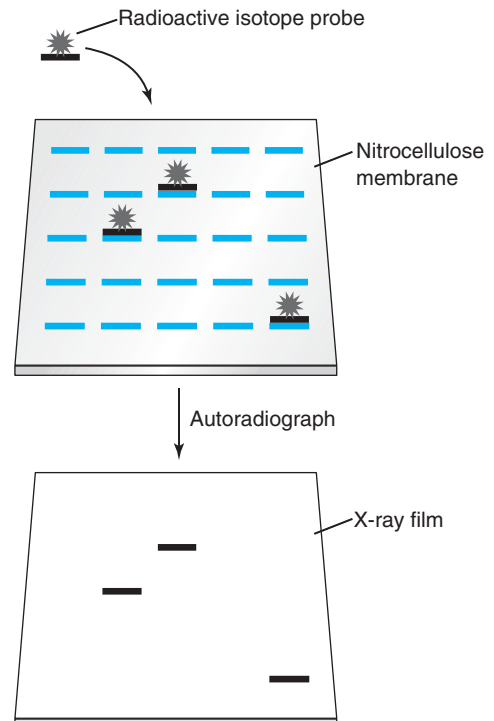 Radioactive isotope probe
Nitrocellulose
membrane
Autoradiograph
X-ray film